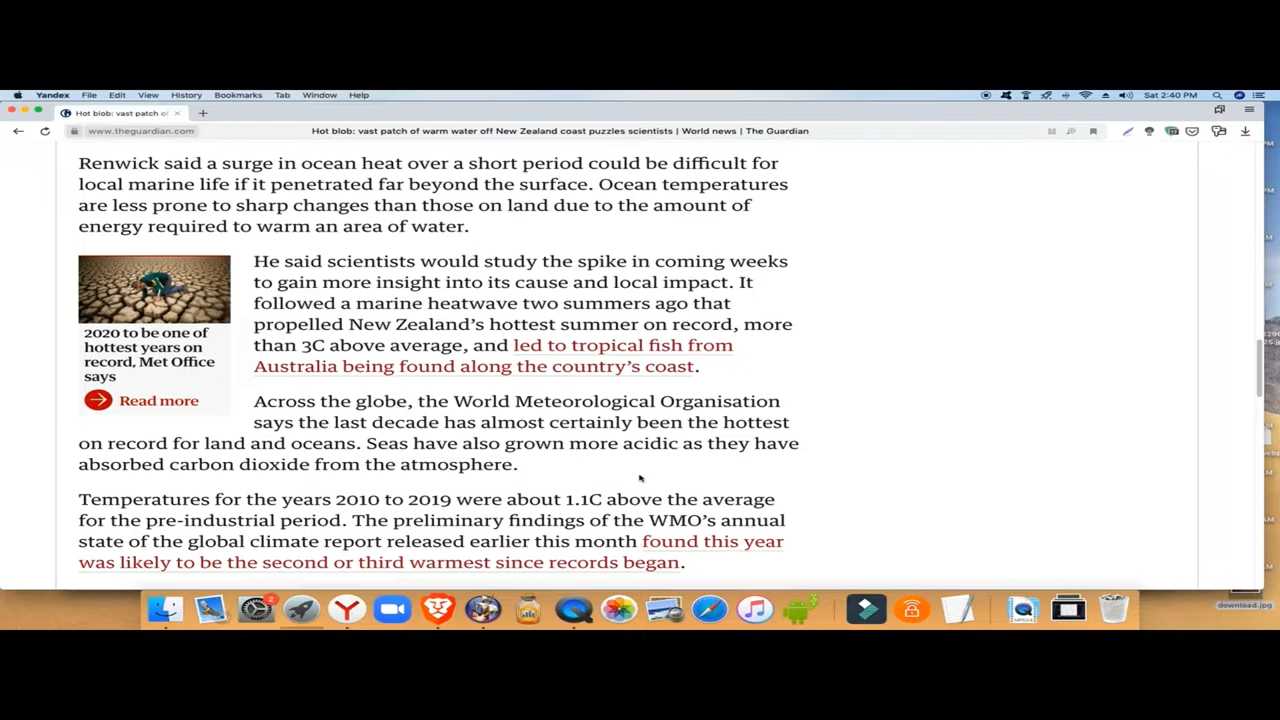 Yandex File Edit View History Bookmarks Tab Window Help Sat 2:40 PM
Hot blob: vast patch of
www.theguardian.com Hot blob: vast patch of warm water off New Zealand coast puzzles scientists | World news | The Guardian
Renwick said a surge in ocean heat over a short period could be difficult for
local marine life if it penetrated far beyond the surface. Ocean temperatures
are less prone to sharp changes than those on land due to the amount of
energy required to warm an area of water.
2020 to be one of
hottest years on
record, Met Office
says
Read more
He said scientists would study the spike in coming weeks
to gain more insight into its cause and local impact. It
followed a marine heatwave two summers ago that
propelled New Zealand's hottest summer on record, more
than 3C above average, and led to tropical fish from
Australia being found along the country's coast.
Across the globe, the World Meteorological Organisation
says the last decade has almost certainly been the hottest
on record for land and oceans. Seas have also grown more acidic as they have
absorbed carbon dioxide from the atmosphere.
Temperatures for the years 2010 to 2019 were about 1.1C above the average
for the pre-industrial period. The preliminary findings of the WMO's annual
state of the global climate report released earlier this month found this year
was likely to be the second or third warmest since records began.
2
MPEG4
download.jpg